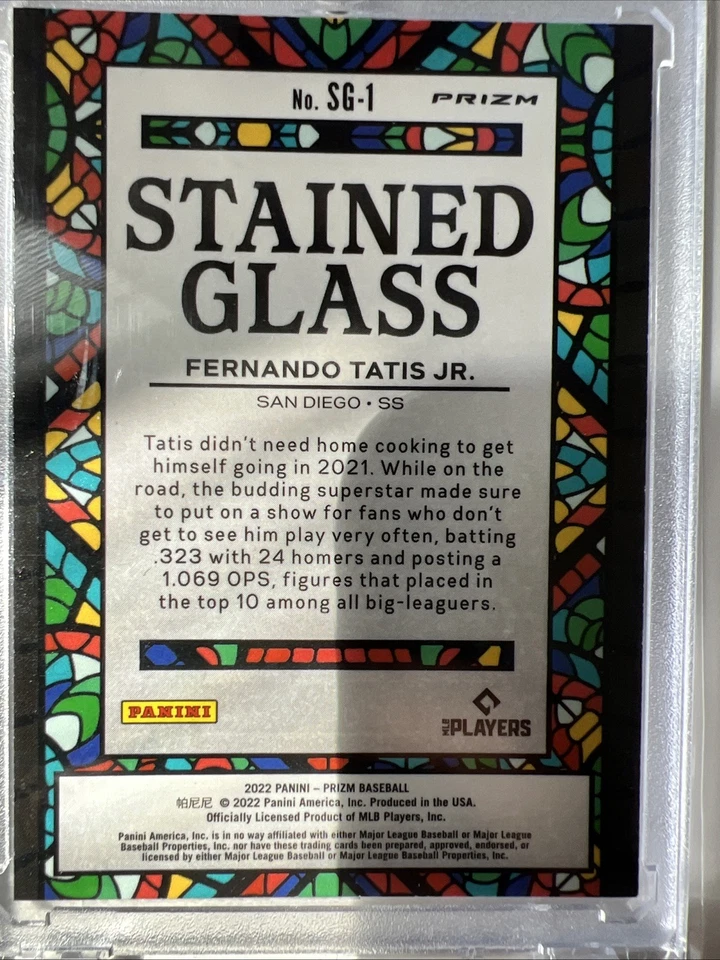 No. SG-1
PRIZM
STAINED
GLASS
FERNANDO TATIS JR.
SAN DIEGO • SS
Tatis didn't need home cooking to get
himself going in 2021. While on the
road, the budding superstar made sure
to put on a show for fans who don't
get to see him play very often, batting
.323 with 24 homers and posting a
1.069 OPS, figures that placed in
the top 10 among all big-leaguers.
PANINI
MLB PLAYERS
2022 PANINI – PRIZM BASEBALL
帕尼尼 © 2022 Panini America, Inc. Produced in the USA.
Officially Licensed Product of MLB Players, Inc.
Panini America, Inc. is in no way affiliated with either Major League Baseball or Major League
Baseball Properties, Inc. nor have these trading cards been prepared, approved, endorsed, or
licensed by either Major League Baseball or Major League Baseball Properties, Inc.